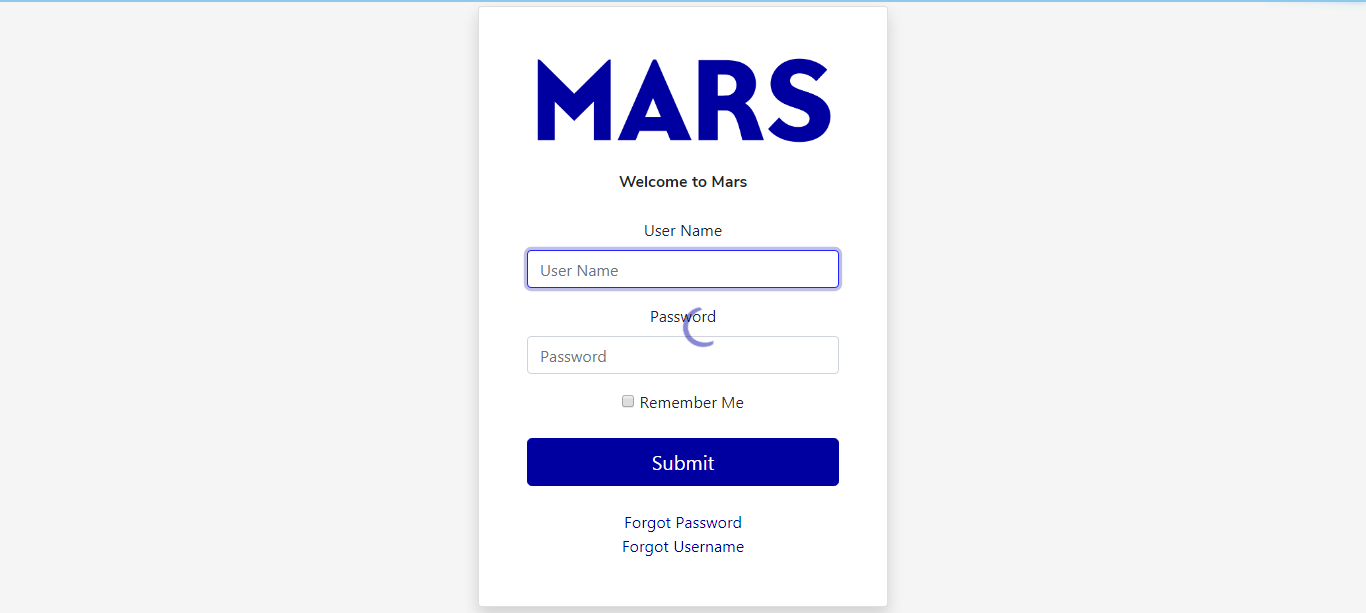 MARS
Welcome to Mars
User Name
User Name
Password
Password
Remember Me
Submit
Forgot Password
Forgot Username